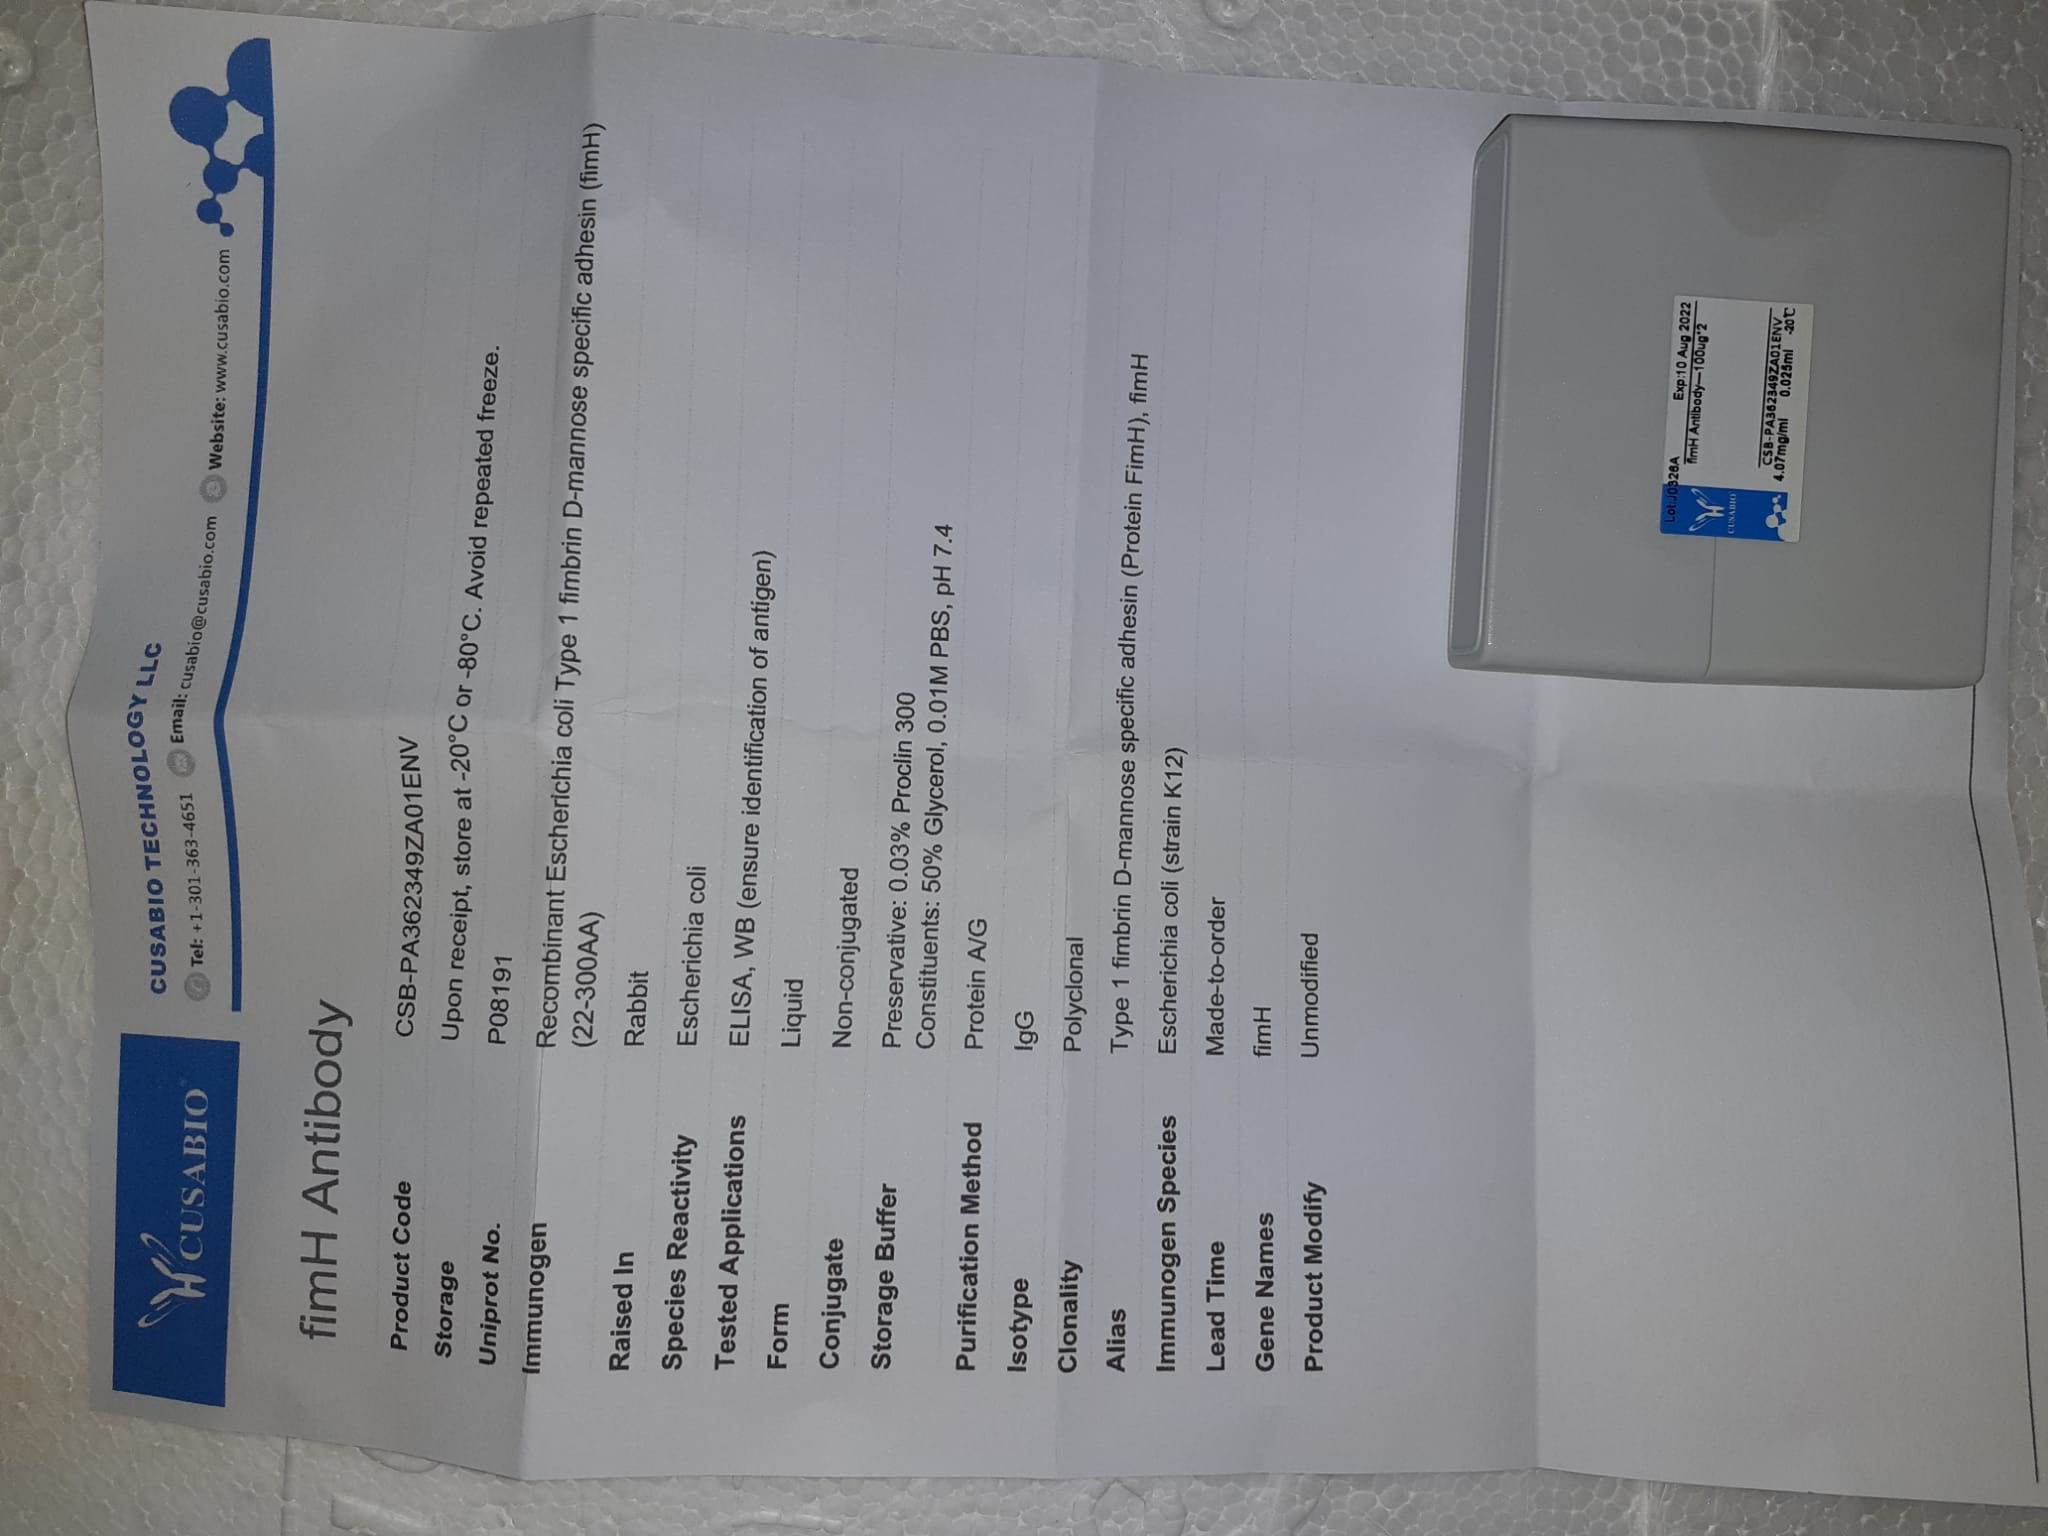 CUSABIO
CUSABIO TECHNOLOGY LLC
Tel: +1-301-363-4651 Email: cusabio@cusabio.com Website: www.cusabio.com
fimH Antibody
Product Code CSB-PA362349ZA01ENV
Storage Upon receipt, store at -20°C or -80°C. Avoid repeated freeze.
Uniprot No. P08191
Immunogen Recombinant Escherichia coli Type 1 fimbrin D-mannose specific adhesin (fimH)
(22-300AA)
Raised In Rabbit
Species Reactivity Escherichia coli
Tested Applications ELISA, WB (ensure identification of antigen)
Form Liquid
Conjugate Non-conjugated
Storage Buffer Preservative: 0.03% Proclin 300
Constituents: 50% Glycerol, 0.01M PBS, pH 7.4
Purification Method Protein A/G
Isotype IgG
Clonality Polyclonal
Alias Type 1 fimbrin D-mannose specific adhesin (Protein FimH), fimH
Immunogen Species Escherichia coli (strain K12)
Lead Time Made-to-order
Gene Names fimH
Product Modify Unmodified
Lot:J0326A Exp:10 Aug 2022
fimH Antibody—100ug*2
CUSABIO
CSB-PA362349ZA01ENV
4.07mg/ml 0.025ml -20℃